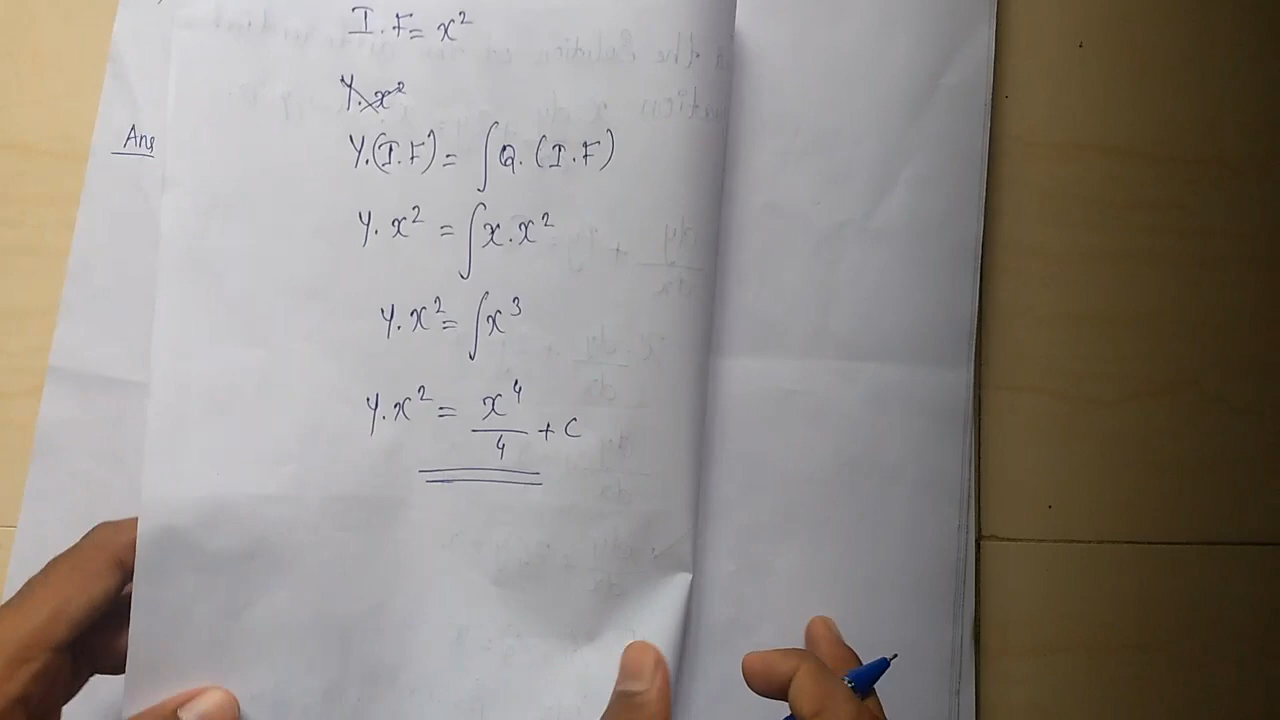 I.F = x²
Y.x²
Ans
Y.(I.F) = ∫Q.(I.F)
Y.x² = ∫x.x²
Y.x² = ∫x³
Y.x² = x⁴/4 + C